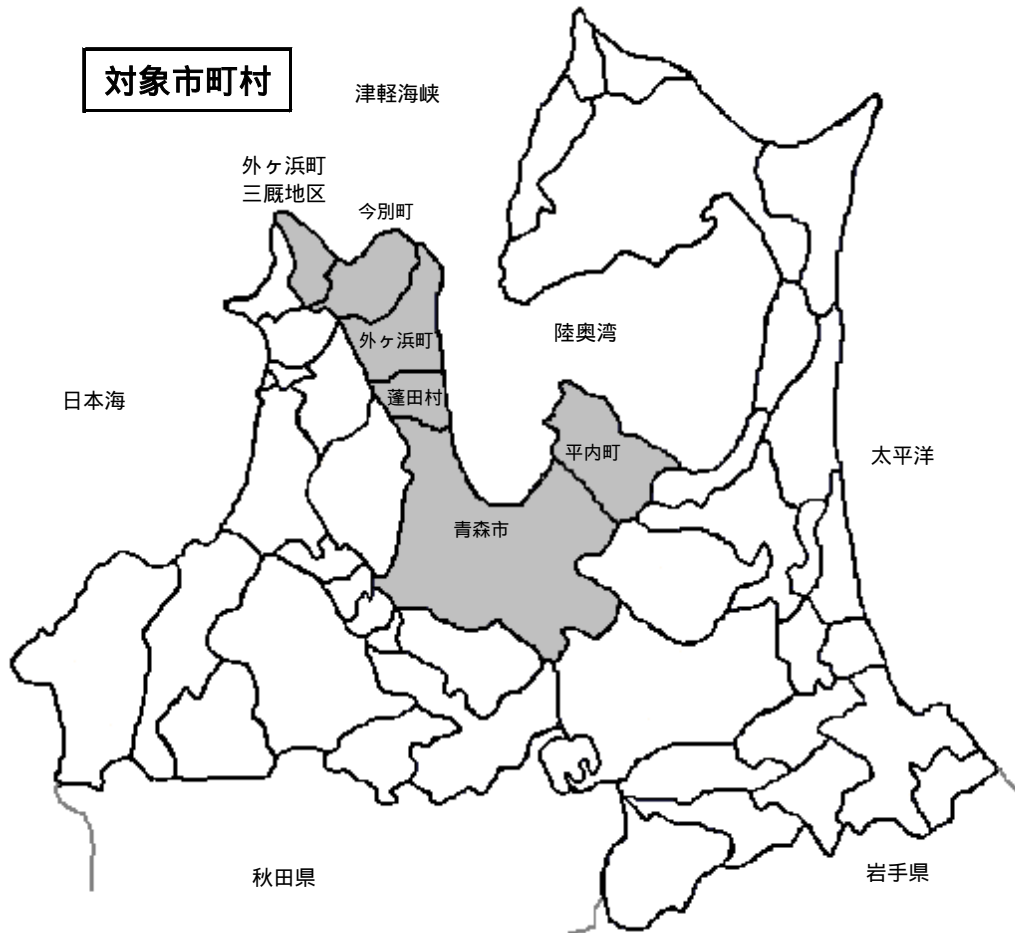 対象市町村
津軽海峡
外ヶ浜町
三厩地区
今別町
外ヶ浜町
陸奥湾
蓬田村
日本海
平内町
太平洋
青森市
秋田県
岩手県